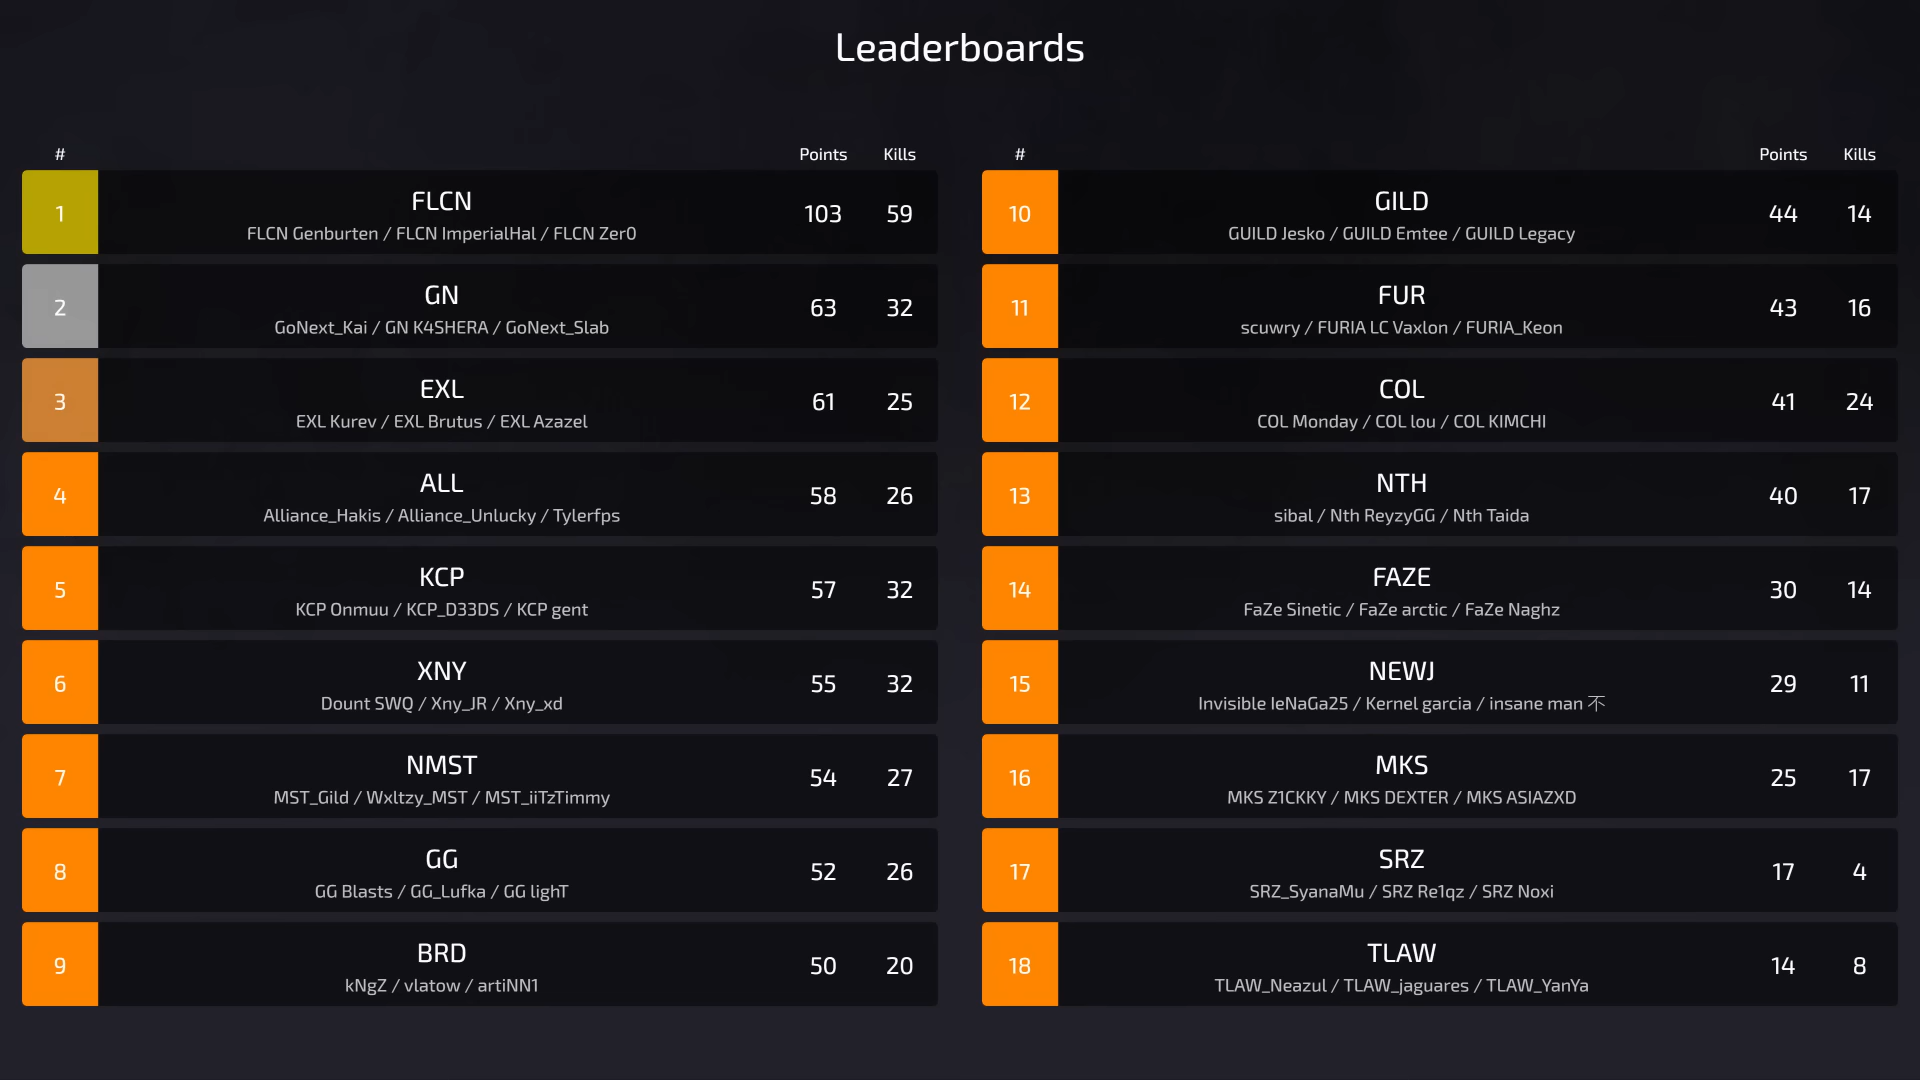 Leaderboards
# Points Kills
1 FLCN 103 59
FLCN Genburten / FLCN ImperialHal / FLCN Zer0
2 GN 63 32
GoNext_Kai / GN K4SHERA / GoNext_Slab
3 EXL 61 25
EXL Kurev / EXL Brutus / EXL Azazel
4 ALL 58 26
Alliance_Hakis / Alliance_Unlucky / Tylerfps
5 KCP 57 32
KCP Onmuu / KCP_D33DS / KCP gent
6 XNY 55 32
Dount SWQ / Xny_JR / Xny_xd
7 NMST 54 27
MST_Gild / Wxltzy_MST / MST_iiTzTimmy
8 GG 52 26
GG Blasts / GG_Lufka / GG lighT
9 BRD 50 20
kNgZ / vlatow / artiNN1
# Points Kills
10 GILD 44 14
GUILD Jesko / GUILD Emtee / GUILD Legacy
11 FUR 43 16
scuwry / FURIA LC Vaxlon / FURIA_Keon
12 COL 41 24
COL Monday / COL lou / COL KIMCHI
13 NTH 40 17
sibal / Nth ReyzyGG / Nth Taida
14 FAZE 30 14
FaZe Sinetic / FaZe arctic / FaZe Naghz
15 NEWJ 29 11
Invisible IeNaGa25 / Kernel garcia / insane man 不
16 MKS 25 17
MKS Z1CKKY / MKS DEXTER / MKS ASIAZXD
17 SRZ 17 4
SRZ_SyanaMu / SRZ Re1qz / SRZ Noxi
18 TLAW 14 8
TLAW_Neazul / TLAW_jaguares / TLAW_YanYa